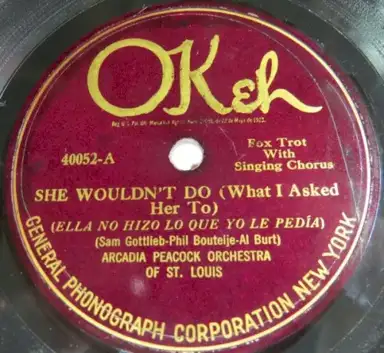 OKeh
40052-A
Fox Trot
With
Singing Chorus
SHE WOULDN'T DO (What I Asked
Her To)
(ELLA NO HIZO LO QUE YO LE PEDÍA)
(Sam Gottlieb-Phil Bouteije-Al Burt)
ARCADIA PEACOCK ORCHESTRA
OF ST. LOUIS
GENERAL PHONOGRAPH CORPORATION NEW YORK